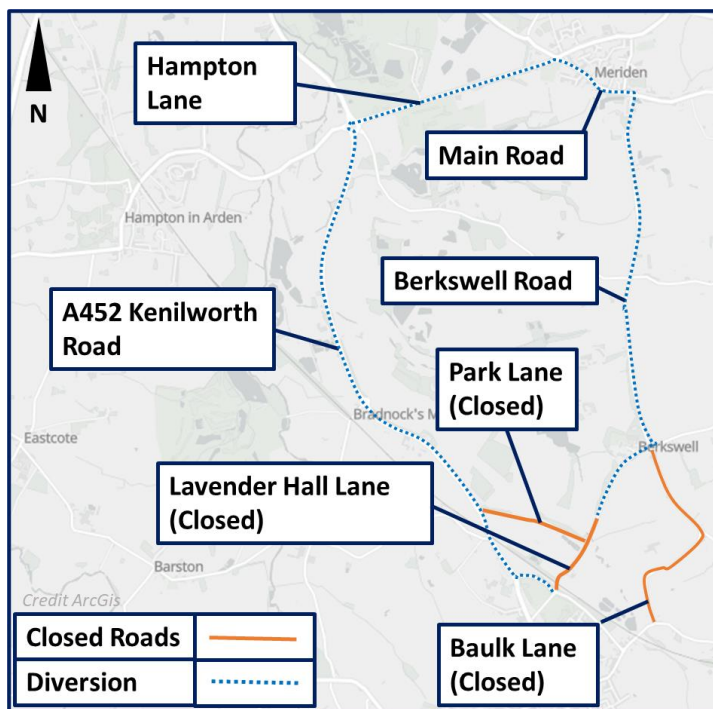 N
Hampton
Lane
Meriden
Main Road
Hampton in Arden
Berkswell Road
A452 Kenilworth
Road
Park Lane
(Closed)
Bradnock's M
Eastcote
Berkswell
Lavender Hall Lane
(Closed)
Barston
Credit ArcGis
Closed Roads
Diversion
Baulk Lane
(Closed)